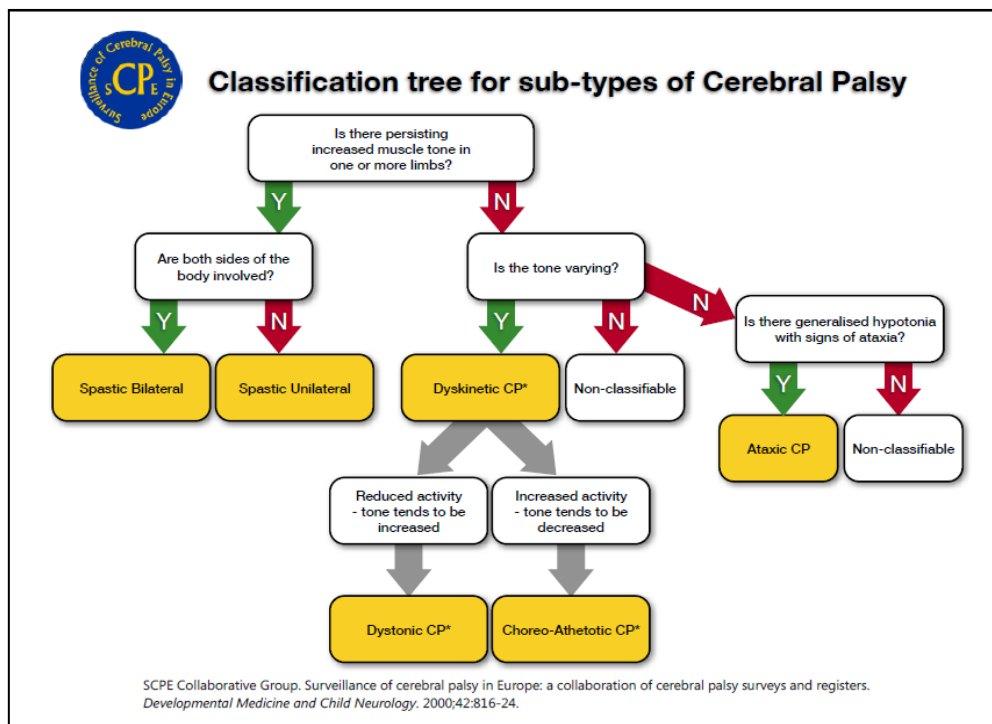 Surveillance of Cerebral Palsy in Europe
SCPE
Classification tree for sub-types of Cerebral Palsy
Is there persisting
increased muscle tone in
one or more limbs?
Y
N
Are both sides of the
body involved?
Is the tone varying?
N
Y
N
Y
N
Is there generalised hypotonia
with signs of ataxia?
Spastic Bilateral
Spastic Unilateral
Dyskinetic CP*
Non-classifiable
Y
N
Ataxic CP
Non-classifiable
Reduced activity
- tone tends to be
increased
Increased activity
- tone tends to be
decreased
Dystonic CP*
Choreo-Athetotic CP*
SCPE Collaborative Group. Surveillance of cerebral palsy in Europe: a collaboration of cerebral palsy surveys and registers.
Developmental Medicine and Child Neurology. 2000;42:816-24.